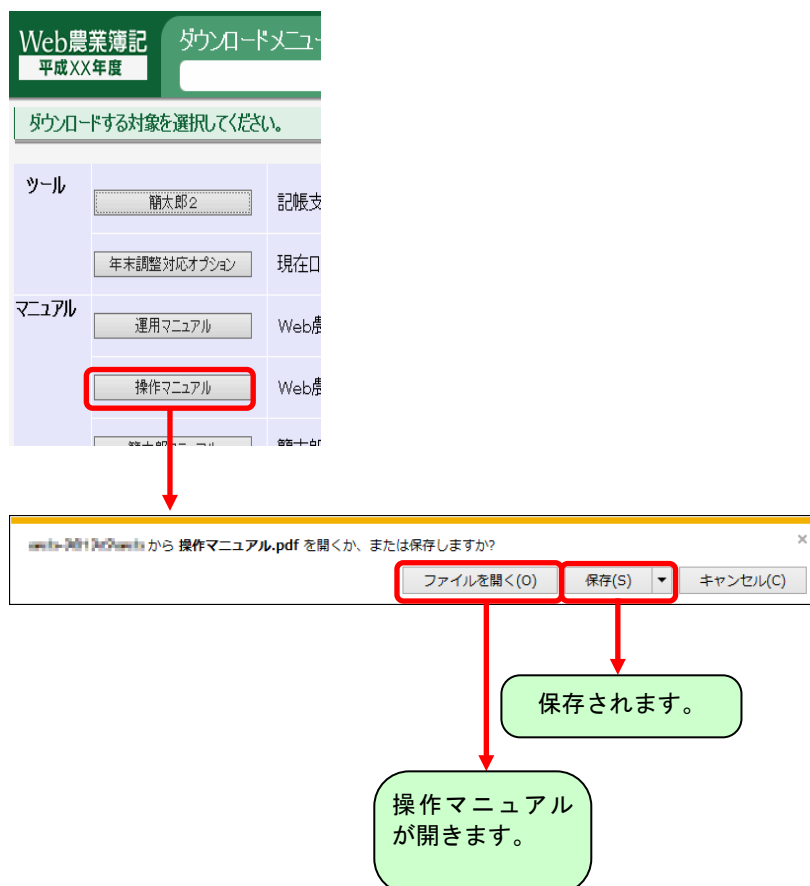 Web農業簿記
平成XX年度
ダウンロードメニュー
ダウンロードする対象を選択してください。
ツール
簡太郎2
記帳支
年末調整対応オプション
現在口
マニュアル
運用マニュアル
Web農
操作マニュアル
Web農
から 操作マニュアル.pdf を開くか、または保存しますか?
×
ファイルを開く(O)
保存(S)
キャンセル(C)
保存されます。
操作マニュアル
が開きます。